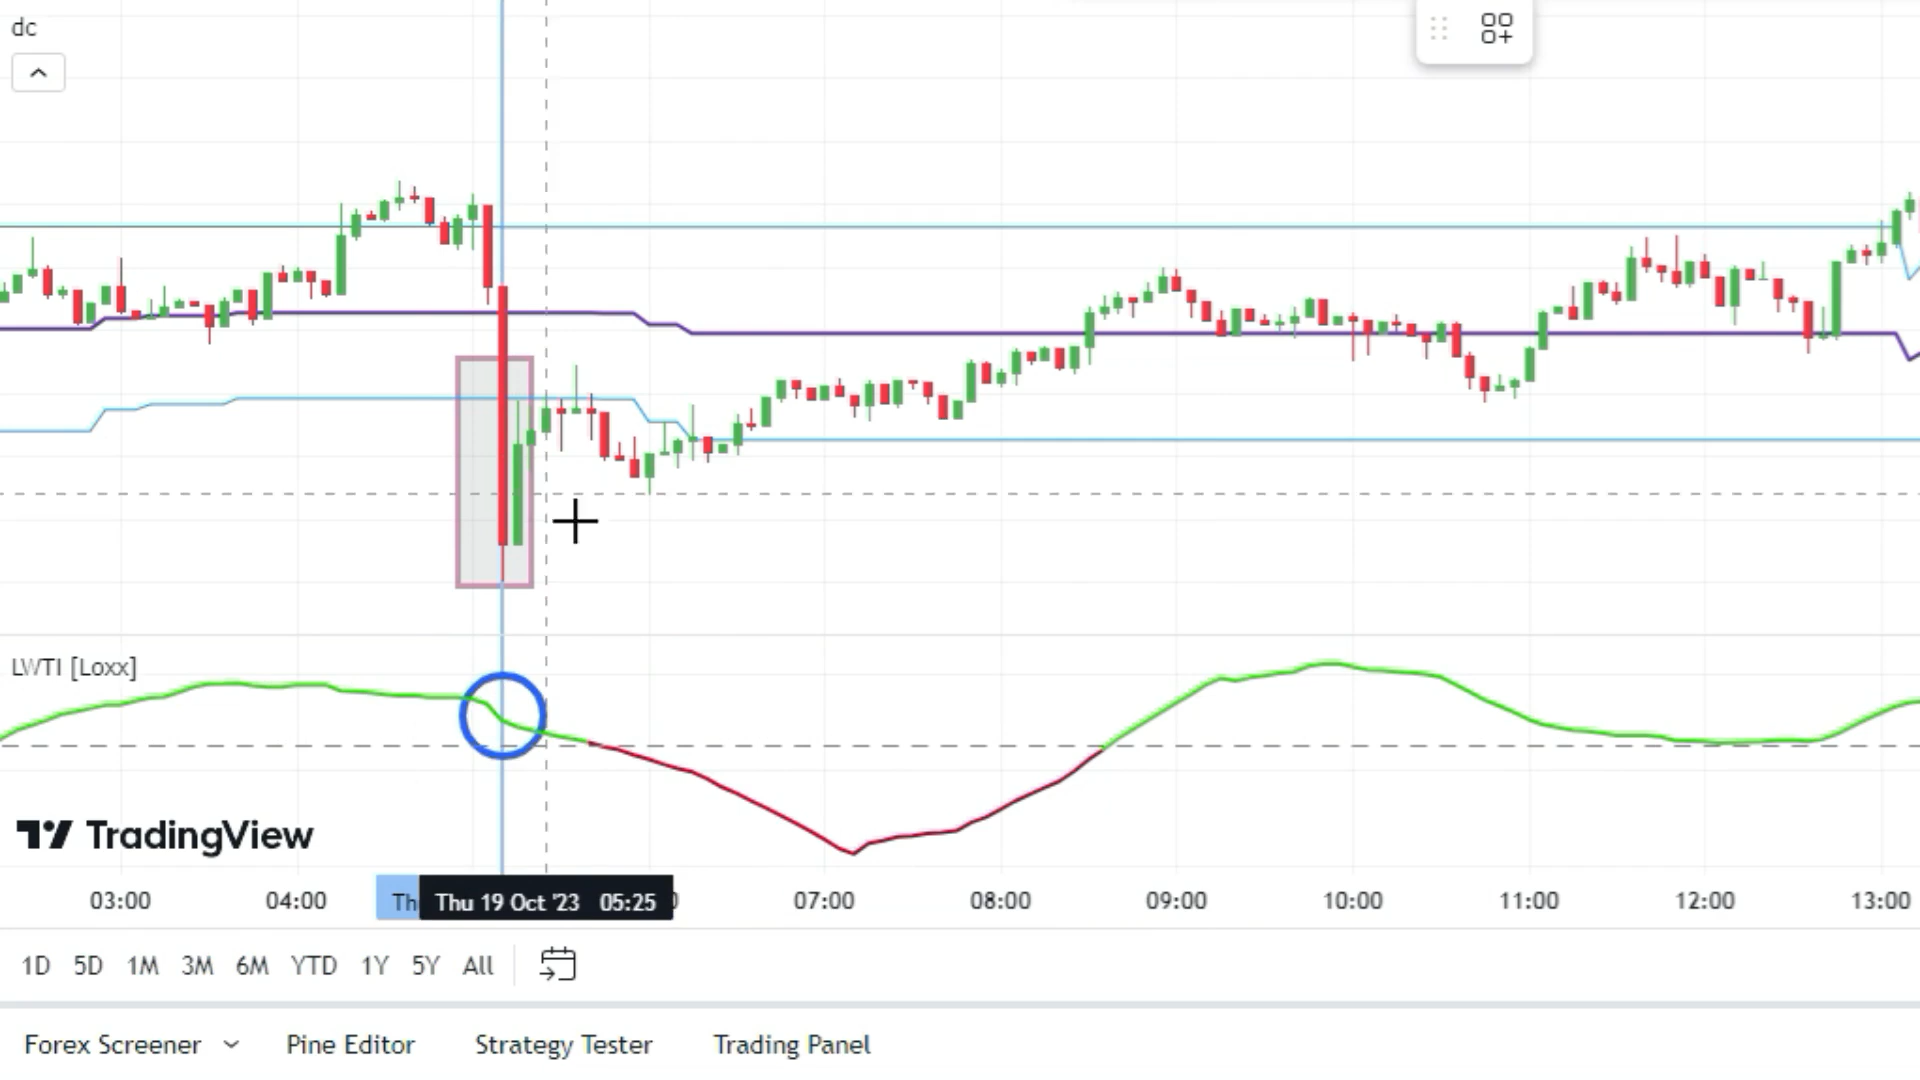 dc
LWTI [Loxx]
TradingView
03:00 04:00 Th Thu 19 Oct '23 05:25 07:00 08:00 09:00 10:00 11:00 12:00 13:00
1D 5D 1M 3M 6M YTD 1Y 5Y All
Forex Screener Pine Editor Strategy Tester Trading Panel